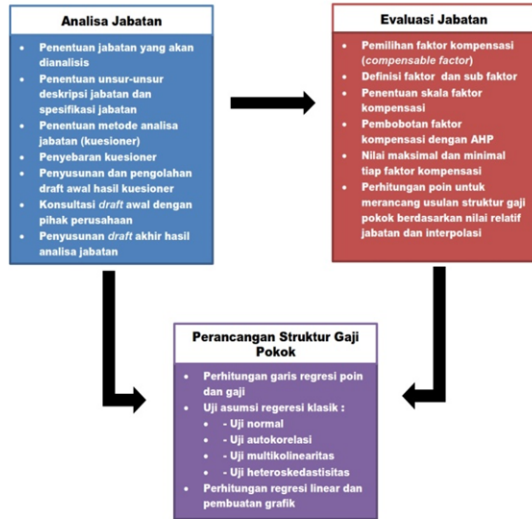 Analisa Jabatan
Penentuan jabatan yang akan
dianalisis
Penentuan unsur-unsur
deskripsi jabatan dan
spesifikasi jabatan
Penentuan metode analisa
jabatan (kuesioner)
Penyebaran kuesioner
Penyusunan dan pengolahan
draft awal hasil kuesioner
Konsultasi draft awal dengan
pihak perusahaan
Penyusunan draft akhir hasil
analisa jabatan
Evaluasi Jabatan
Pemilihan faktor kompensasi
(compensable factor)
Definisi faktor dan sub faktor
Penentuan skala faktor
kompensasi
Pembobotan faktor
kompensasi dengan AHP
Nilai maksimal dan minimal
tiap faktor kompensasi
Perhitungan poin untuk
merancang usulan struktur gaji
pokok berdasarkan nilai relatif
jabatan dan interpolasi
Perancangan Struktur Gaji
Pokok
Perhitungan garis regresi poin
dan gaji
Uji asumsi regeresi klasik :
- Uji normal
- Uji autokorelasi
- Uji multikolinearitas
- Uji heteroskedastisitas
Perhitungan regresi linear dan
pembuatan grafik